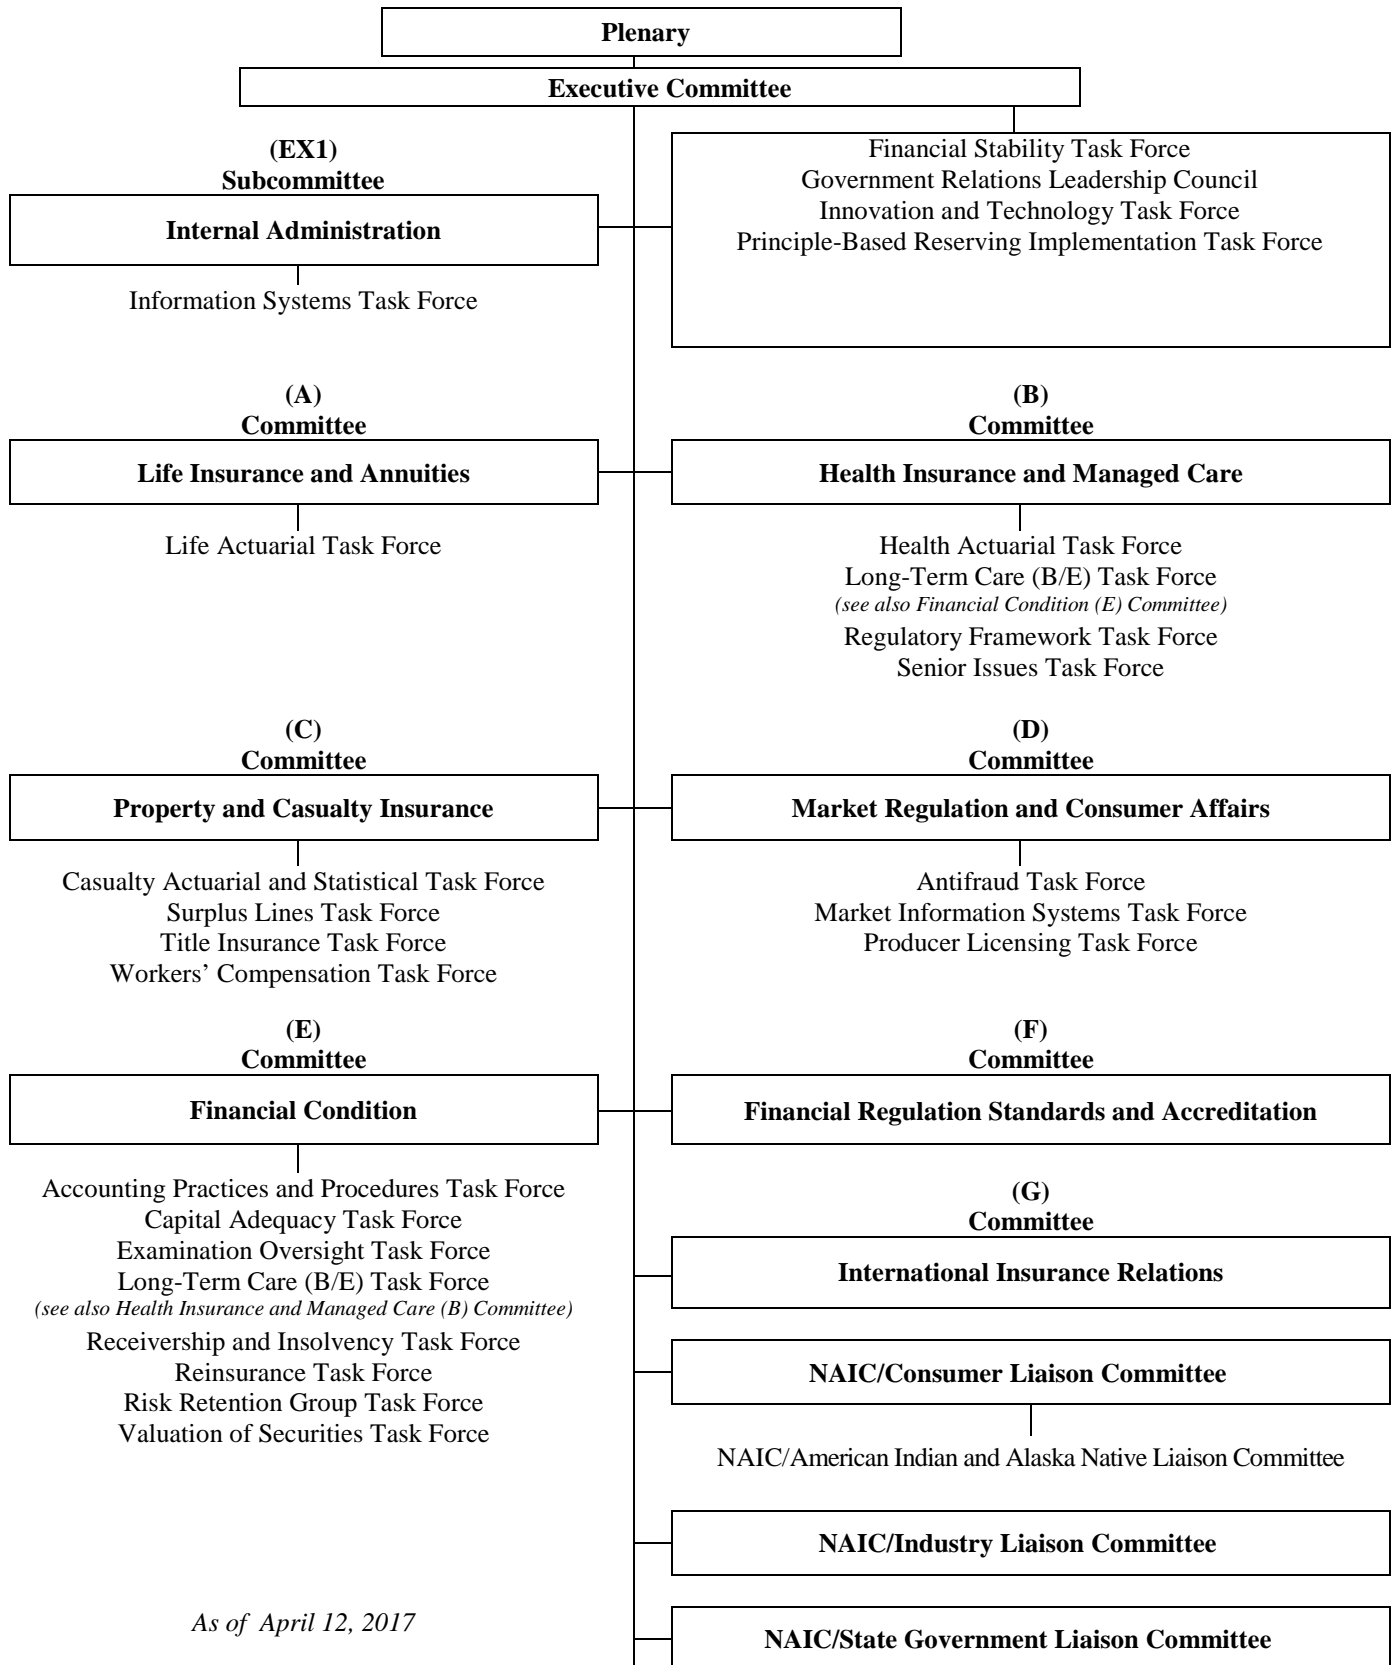 Plenary
Executive Committee
(EX1)
Subcommittee
Internal Administration
Information Systems Task Force
Financial Stability Task Force
Government Relations Leadership Council
Innovation and Technology Task Force
Principle-Based Reserving Implementation Task Force
(A)
Committee
Life Insurance and Annuities
Life Actuarial Task Force
(B)
Committee
Health Insurance and Managed Care
Health Actuarial Task Force
Long-Term Care (B/E) Task Force
(see also Financial Condition (E) Committee)
Regulatory Framework Task Force
Senior Issues Task Force
(C)
Committee
Property and Casualty Insurance
Casualty Actuarial and Statistical Task Force
Surplus Lines Task Force
Title Insurance Task Force
Workers’ Compensation Task Force
(D)
Committee
Market Regulation and Consumer Affairs
Antifraud Task Force
Market Information Systems Task Force
Producer Licensing Task Force
(E)
Committee
Financial Condition
Accounting Practices and Procedures Task Force
Capital Adequacy Task Force
Examination Oversight Task Force
Long-Term Care (B/E) Task Force
(see also Health Insurance and Managed Care (B) Committee)
Receivership and Insolvency Task Force
Reinsurance Task Force
Risk Retention Group Task Force
Valuation of Securities Task Force
(F)
Committee
Financial Regulation Standards and Accreditation
(G)
Committee
International Insurance Relations
NAIC/Consumer Liaison Committee
NAIC/American Indian and Alaska Native Liaison Committee
NAIC/Industry Liaison Committee
NAIC/State Government Liaison Committee
As of April 12, 2017